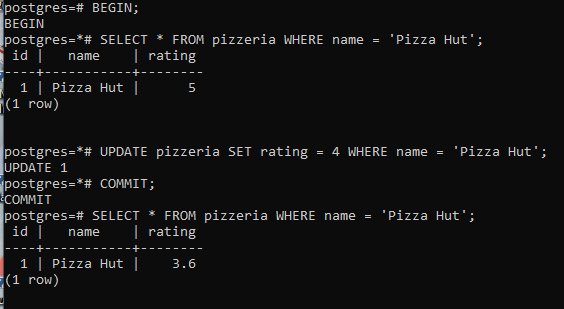 postgres=# BEGIN;
BEGIN
postgres=*# SELECT * FROM pizzeria WHERE name = 'Pizza Hut';
 id |   name    | rating
----+-----------+--------
  1 | Pizza Hut |      5
(1 row)
postgres=*# UPDATE pizzeria SET rating = 4 WHERE name = 'Pizza Hut';
UPDATE 1
postgres=*# COMMIT;
COMMIT
postgres=# SELECT * FROM pizzeria WHERE name = 'Pizza Hut';
 id |   name    | rating
----+-----------+--------
  1 | Pizza Hut |    3.6
(1 row)